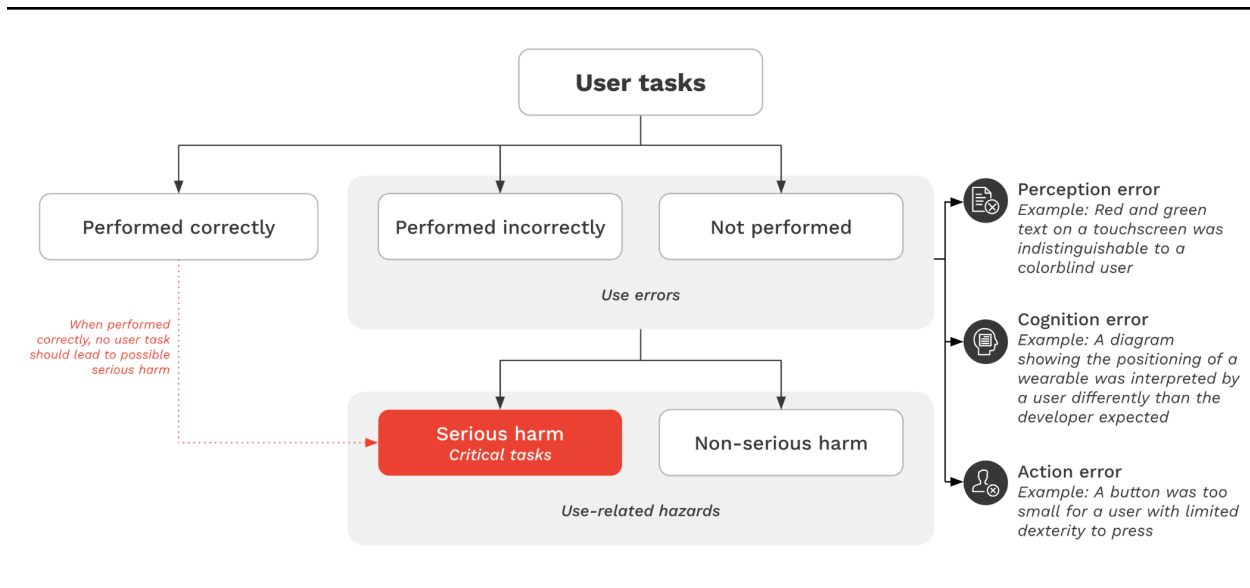 User tasks
Performed correctly
Performed incorrectly
Not performed
Use errors
When performed
correctly, no user task
should lead to possible
serious harm
Serious harm
Critical tasks
Non-serious harm
Use-related hazards
Perception error
Example: Red and green
text on a touchscreen was
indistinguishable to a
colorblind user
Cognition error
Example: A diagram
showing the positioning of a
wearable was interpreted by
a user differently than the
developer expected
Action error
Example: A button was too
small for a user with limited
dexterity to press